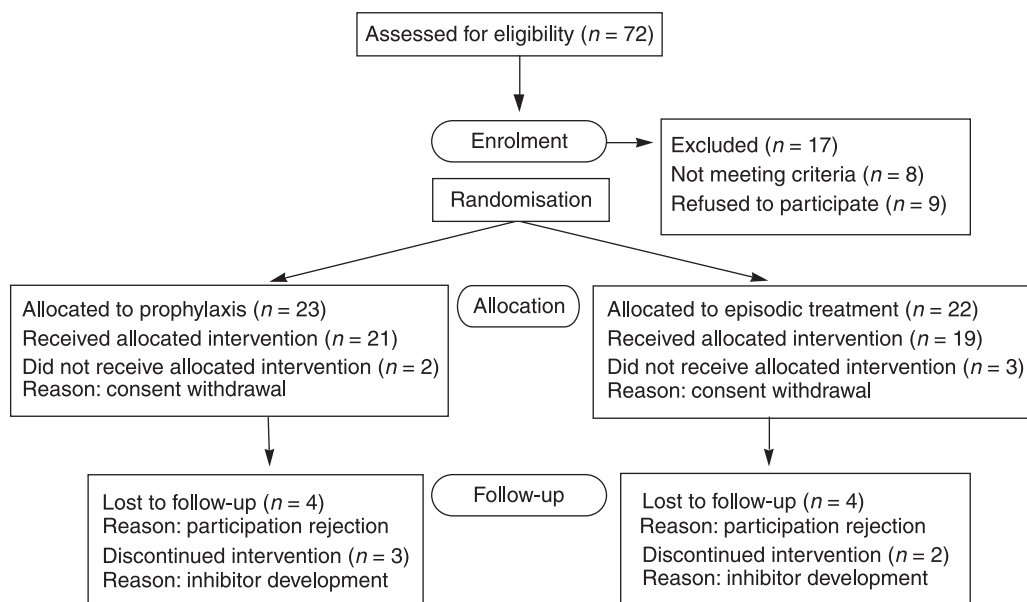 Assessed for eligibility (n = 72)
Enrolment
Excluded (n = 17)
Not meeting criteria (n = 8)
Refused to participate (n = 9)
Randomisation
Allocated to prophylaxis (n = 23)
Received allocated intervention (n = 21)
Did not receive allocated intervention (n = 2)
Reason: consent withdrawal
Allocation
Allocated to episodic treatment (n = 22)
Received allocated intervention (n = 19)
Did not receive allocated intervention (n = 3)
Reason: consent withdrawal
Lost to follow-up (n = 4)
Reason: participation rejection
Discontinued intervention (n = 3)
Reason: inhibitor development
Follow-up
Lost to follow-up (n = 4)
Reason: participation rejection
Discontinued intervention (n = 2)
Reason: inhibitor development